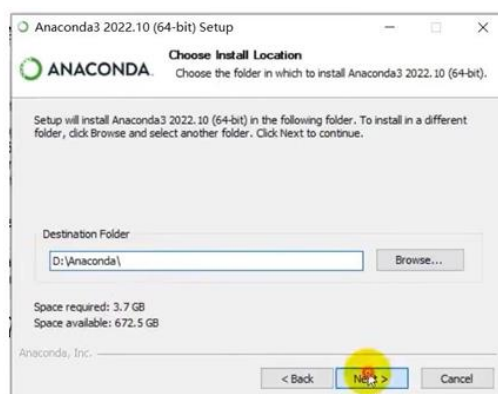 Anaconda3 2022.10 (64-bit) Setup
Choose Install Location
ANACONDA.
Choose the folder in which to install Anaconda3 2022.10 (64-bit).
Setup will install Anaconda3 2022.10 (64-bit) in the following folder. To install in a different
folder, click Browse and select another folder. Click Next to continue.
Destination Folder
D:\Anaconda\
Browse...
Space required: 3.7 GB
Space available: 672.5 GB
Anaconda, Inc.
< Back
Next >
Cancel